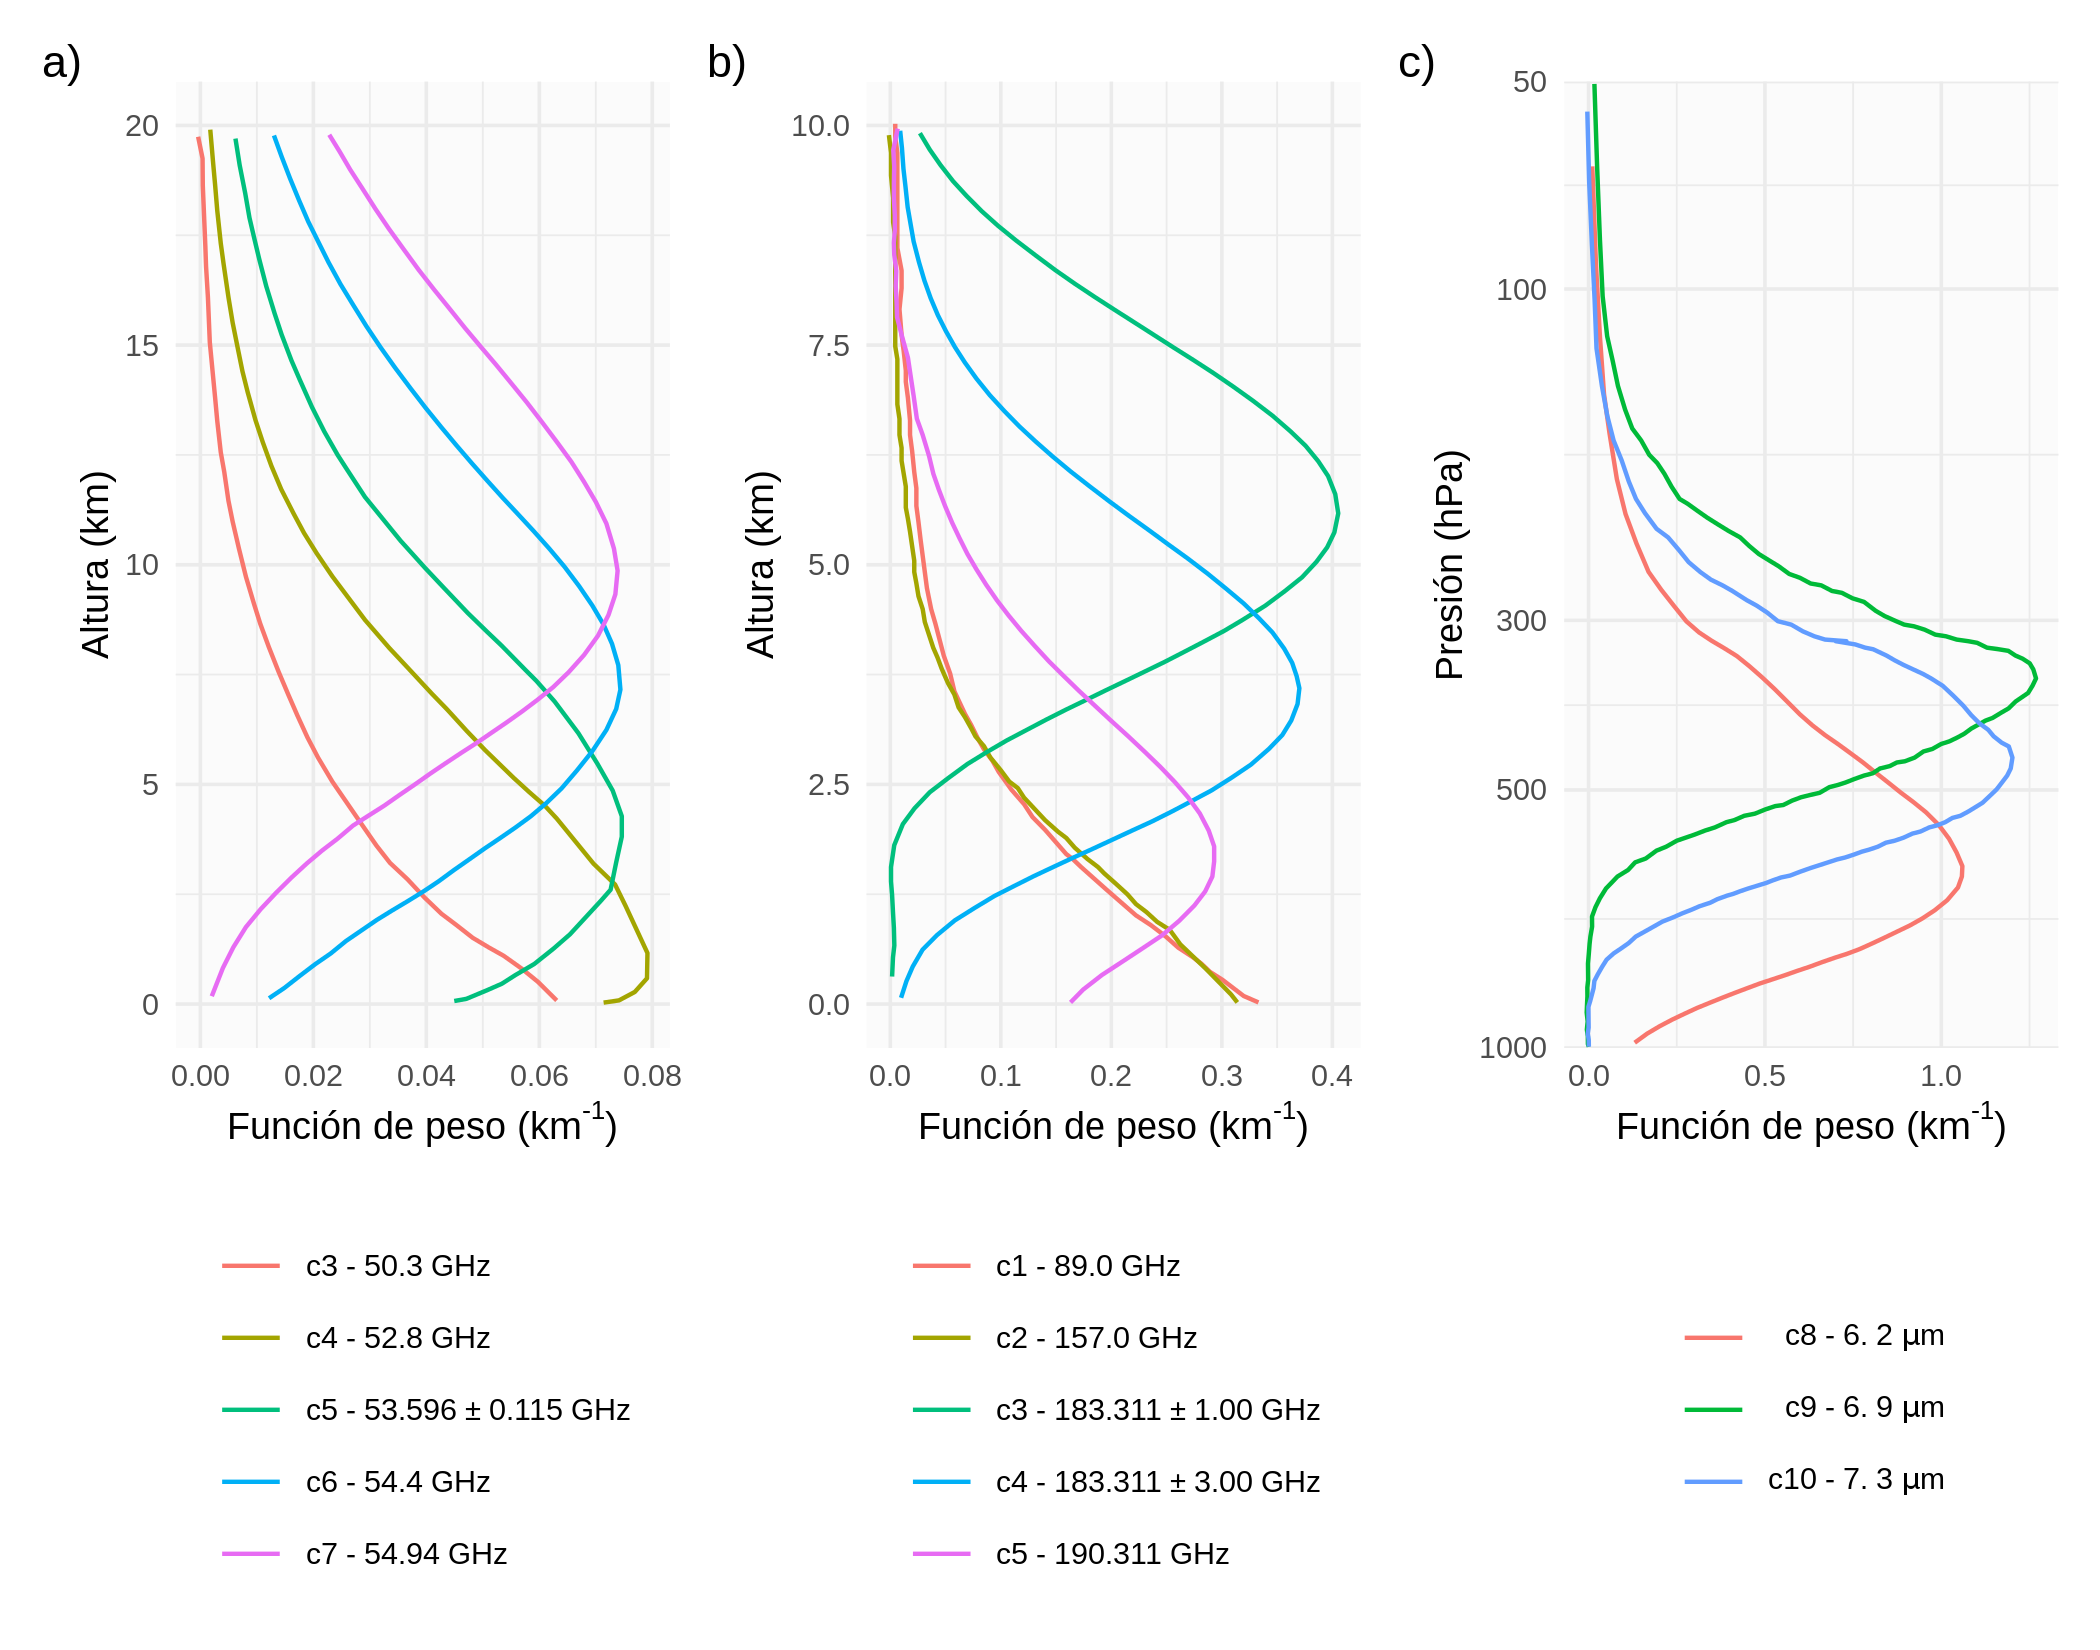 a)
20
15
10
5
0
Altura (km)
0.00 0.02 0.04 0.06 0.08
Función de peso (km-1)
c3 - 50.3 GHz
c4 - 52.8 GHz
c5 - 53.596 ± 0.115 GHz
c6 - 54.4 GHz
c7 - 54.94 GHz
b)
10.0
7.5
5.0
2.5
0.0
Altura (km)
0.0 0.1 0.2 0.3 0.4
Función de peso (km-1)
c1 - 89.0 GHz
c2 - 157.0 GHz
c3 - 183.311 ± 1.00 GHz
c4 - 183.311 ± 3.00 GHz
c5 - 190.311 GHz
c)
50
100
300
500
1000
Presión (hPa)
0.0 0.5 1.0
Función de peso (km-1)
c8 - 6. 2 µm
c9 - 6. 9 µm
c10 - 7. 3 µm